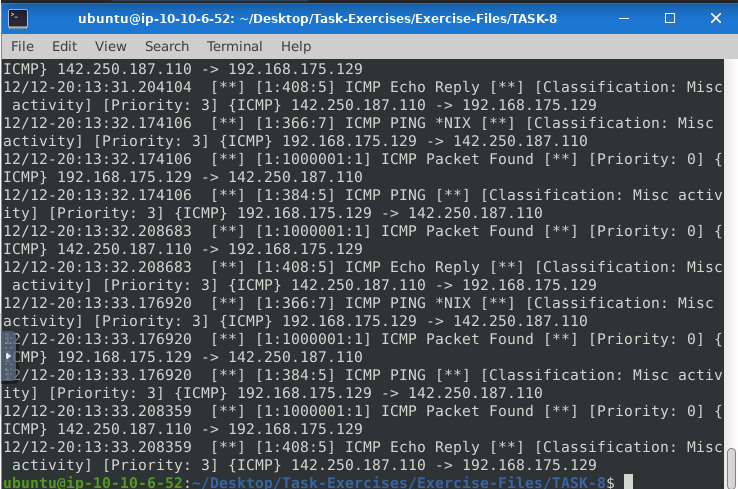 ubuntu@ip-10-10-6-52: ~/Desktop/Task-Exercises/Exercise-Files/TASK-8
File Edit View Search Terminal Help
ICMP} 142.250.187.110 -> 192.168.175.129
12/12-20:13:31.204104  [**] [1:408:5] ICMP Echo Reply [**] [Classification: Misc
 activity] [Priority: 3] {ICMP} 142.250.187.110 -> 192.168.175.129
12/12-20:13:32.174106  [**] [1:366:7] ICMP PING *NIX [**] [Classification: Misc
activity] [Priority: 3] {ICMP} 192.168.175.129 -> 142.250.187.110
12/12-20:13:32.174106  [**] [1:1000001:1] ICMP Packet Found [**] [Priority: 0] {
ICMP} 192.168.175.129 -> 142.250.187.110
12/12-20:13:32.174106  [**] [1:384:5] ICMP PING [**] [Classification: Misc activ
ity] [Priority: 3] {ICMP} 192.168.175.129 -> 142.250.187.110
12/12-20:13:32.208683  [**] [1:1000001:1] ICMP Packet Found [**] [Priority: 0] {
ICMP} 142.250.187.110 -> 192.168.175.129
12/12-20:13:32.208683  [**] [1:408:5] ICMP Echo Reply [**] [Classification: Misc
 activity] [Priority: 3] {ICMP} 142.250.187.110 -> 192.168.175.129
12/12-20:13:33.176920  [**] [1:366:7] ICMP PING *NIX [**] [Classification: Misc
activity] [Priority: 3] {ICMP} 192.168.175.129 -> 142.250.187.110
12/12-20:13:33.176920  [**] [1:1000001:1] ICMP Packet Found [**] [Priority: 0] {
ICMP} 192.168.175.129 -> 142.250.187.110
12/12-20:13:33.176920  [**] [1:384:5] ICMP PING [**] [Classification: Misc activ
ity] [Priority: 3] {ICMP} 192.168.175.129 -> 142.250.187.110
12/12-20:13:33.208359  [**] [1:1000001:1] ICMP Packet Found [**] [Priority: 0] {
ICMP} 142.250.187.110 -> 192.168.175.129
12/12-20:13:33.208359  [**] [1:408:5] ICMP Echo Reply [**] [Classification: Misc
 activity] [Priority: 3] {ICMP} 142.250.187.110 -> 192.168.175.129
ubuntu@ip-10-10-6-52:~/Desktop/Task-Exercises/Exercise-Files/TASK-8$